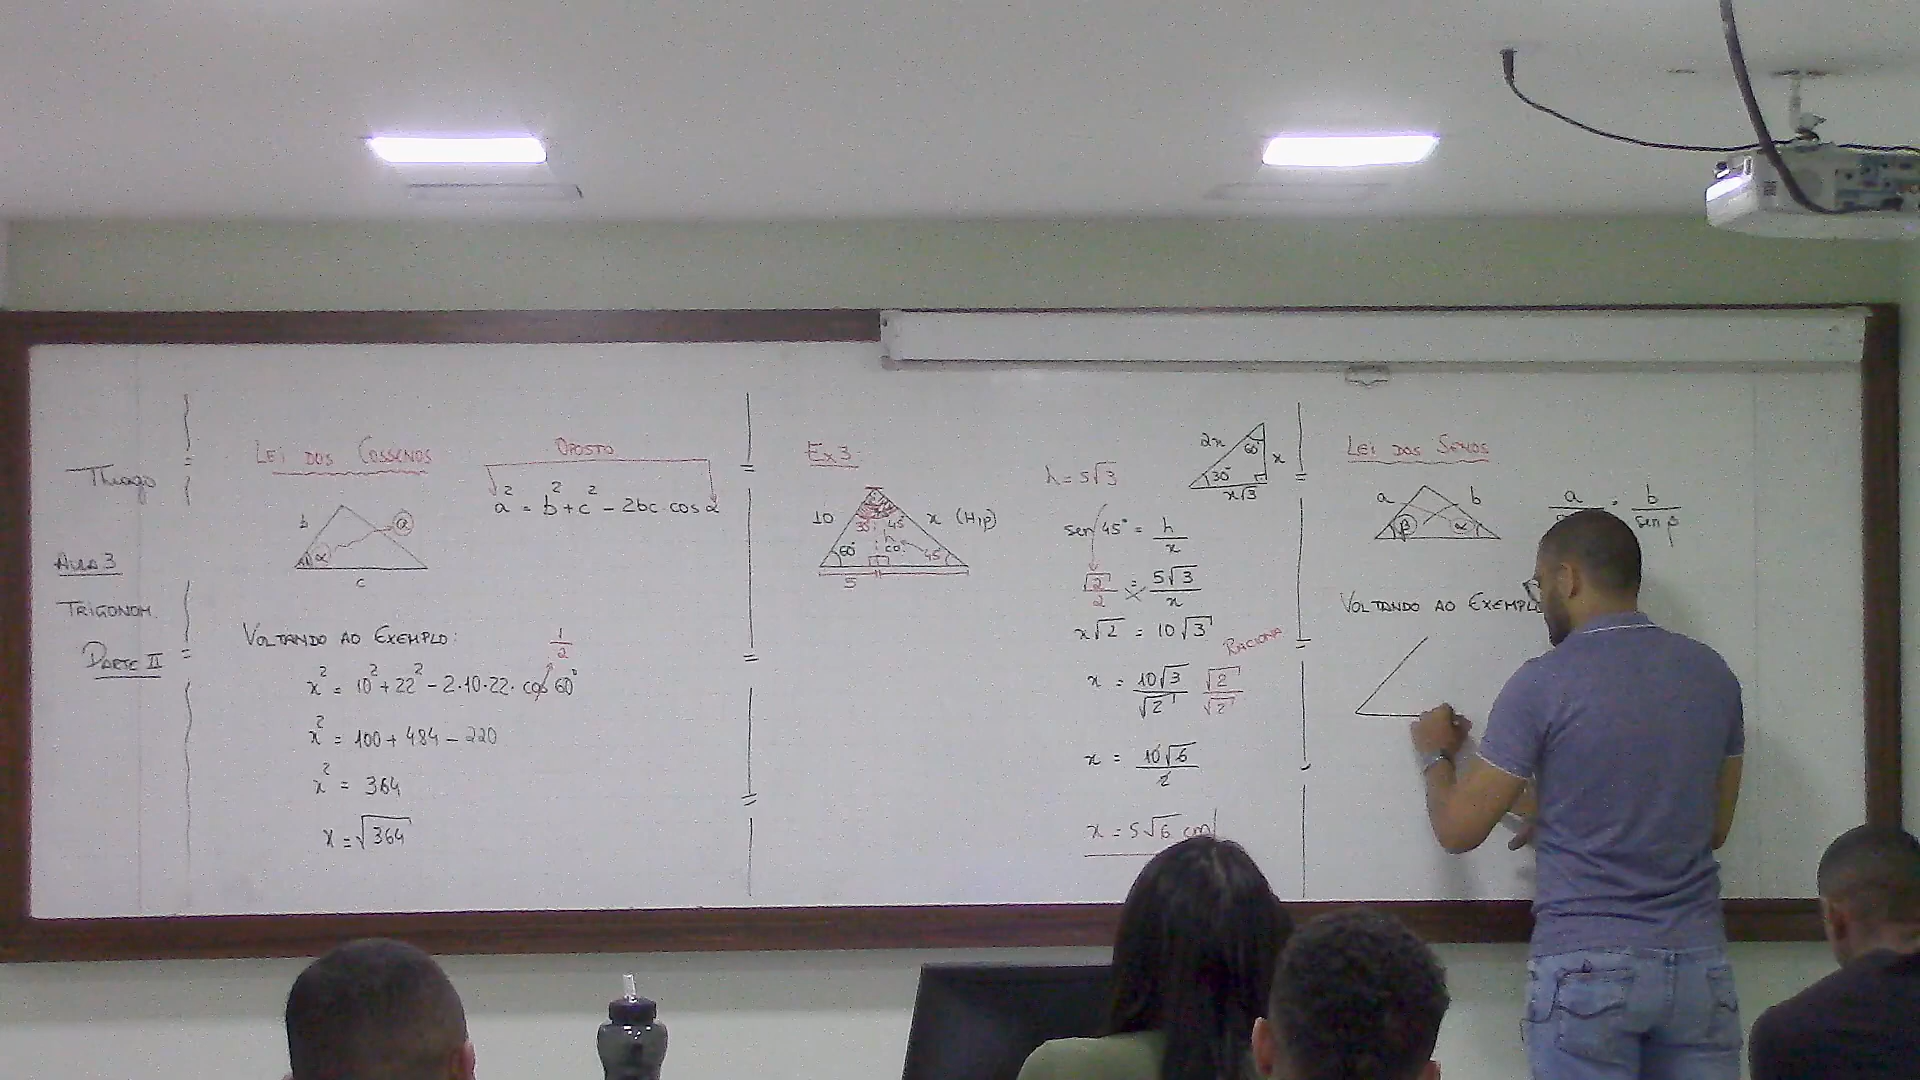 Thiago
AULA 3
TRIGONOM.
PARTE II
LEI DOS COSSENOS
OPOSTO
a² = b² + c² - 2bc · cos α
b
α
a
c
VOLTANDO AO EXEMPLO:
1/2
x² = 10² + 22² - 2·10·22· cos 60°
x² = 100 + 484 - 220
x² = 364
x = √364
Ex 3
10
x (Hip)
30°
45°
60°
h
co.
45°
5
h = 5√3
2x
60°
x
30°
x√3
sen 45° = h/x
√2/2 = 5√3/x
x√2 = 10√3
RACIONA
x = 10√3/√2 √2/√2
x = 10√6/2
x = 5√6 cm
LEI DOS SENOS
a
b
β
α
a/ = b/sen β
VOLTANDO AO EXEMPLO